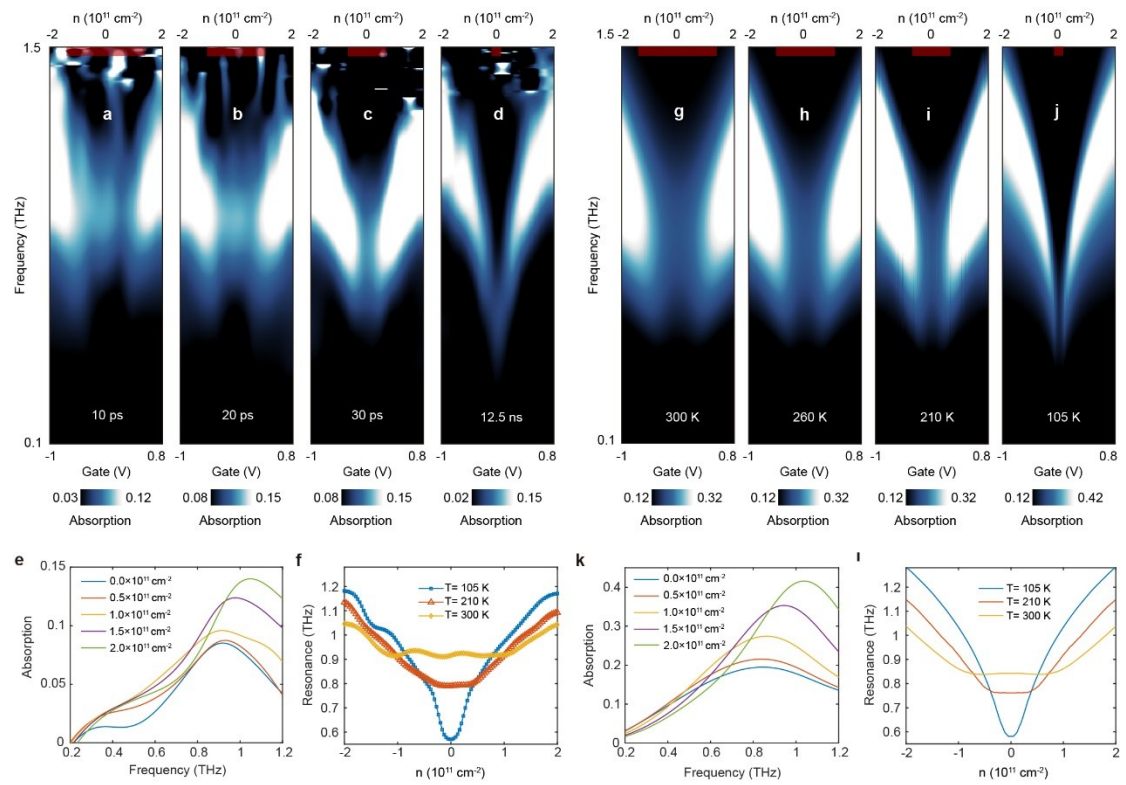 n (10¹¹ cm⁻²) n (10¹¹ cm⁻²) n (10¹¹ cm⁻²) n (10¹¹ cm⁻²) n (10¹¹ cm⁻²) n (10¹¹ cm⁻²) n (10¹¹ cm⁻²) n (10¹¹ cm⁻²)
-2 0 2 -2 0 2 -2 0 2 -2 0 2 -2 0 2 -2 0 2 -2 0 2 -2 0 2
1.5 1.5
a b c d g h i j
Frequency (THz) Frequency (THz)
10 ps 20 ps 30 ps 12.5 ns 300 K 260 K 210 K 105 K
0.1 0.1
-1 0.8 -1 0.8 -1 0.8 -1 0.8 -1 0.8 -1 0.8 -1 0.8 -1 0.8
Gate (V) Gate (V) Gate (V) Gate (V) Gate (V) Gate (V) Gate (V) Gate (V)
0.03 0.12 0.08 0.15 0.08 0.15 0.02 0.15 0.12 0.32 0.12 0.32 0.12 0.32 0.12 0.42
Absorption Absorption Absorption Absorption Absorption Absorption Absorption Absorption
e
0.15
0.1
0.05
0
Absorption
0.0×10¹¹ cm⁻²
0.5×10¹¹ cm⁻²
1.0×10¹¹ cm⁻²
1.5×10¹¹ cm⁻²
2.0×10¹¹ cm⁻²
0.2 0.4 0.6 0.8 1.0 1.2
Frequency (THz)
f
1.2
1.1
1
0.9
0.8
0.7
0.6
Resonance (THz)
T= 105 K
T= 210 K
T= 300 K
-2 -1 0 1 2
n (10¹¹ cm⁻²)
k
0.4
0.3
0.2
0.1
0
Absorption
0.0×10¹¹ cm⁻²
0.5×10¹¹ cm⁻²
1.0×10¹¹ cm⁻²
1.5×10¹¹ cm⁻²
2.0×10¹¹ cm⁻²
0.2 0.4 0.6 0.8 1.0 1.2
Frequency (THz)
1.2
1.1
1
0.9
0.8
0.7
0.6
Resonance (THz)
T= 105 K
T= 210 K
T= 300 K
-2 -1 0 1 2
n (10¹¹ cm⁻²)